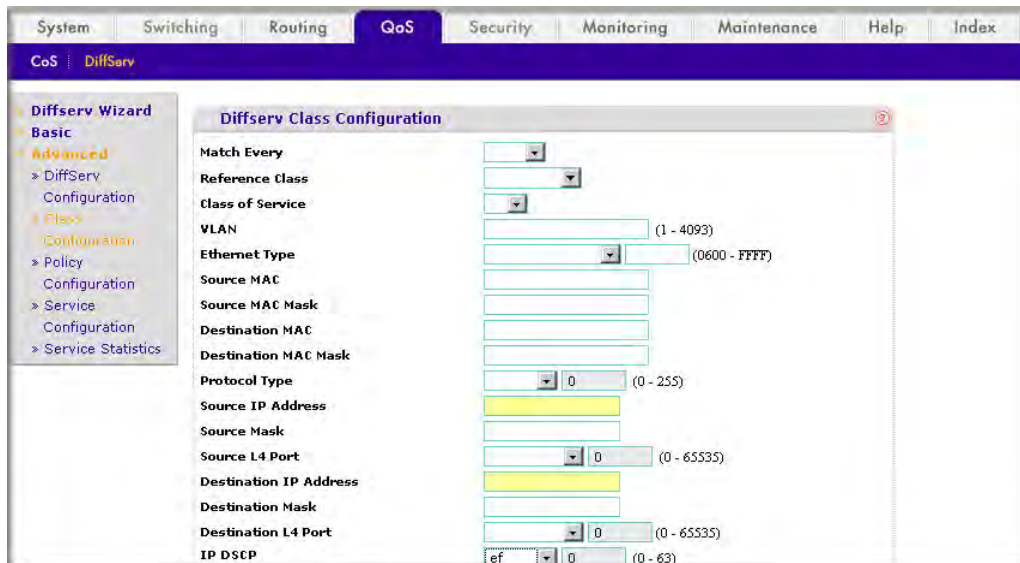 System Switching Routing QoS Security Monitoring Maintenance Help Index
CoS DiffServ
Diffserv Wizard
Basic
Advanced
» DiffServ
Configuration
» Class
Configuration
» Policy
Configuration
» Service
Configuration
» Service Statistics
Diffserv Class Configuration ?
Match Every
Reference Class
Class of Service
VLAN (1 - 4093)
Ethernet Type (0600 - FFFF)
Source MAC
Source MAC Mask
Destination MAC
Destination MAC Mask
Protocol Type 0 (0 - 255)
Source IP Address
Source Mask
Source L4 Port 0 (0 - 65535)
Destination IP Address
Destination Mask
Destination L4 Port 0 (0 - 65535)
IP DSCP ef 0 (0 - 63)